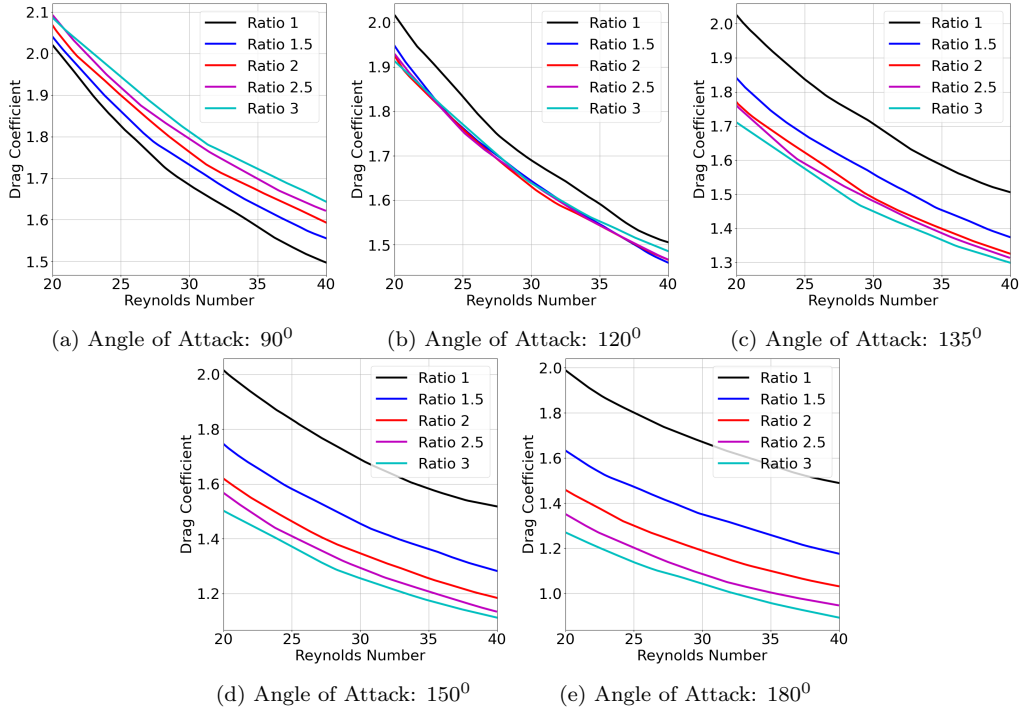 2.1
2.0
1.9
1.8
1.7
1.6
1.5
Drag Coefficient
20 25 30 35 40
Reynolds Number
Ratio 1
Ratio 1.5
Ratio 2
Ratio 2.5
Ratio 3
(a) Angle of Attack: 90⁰
2.0
1.9
1.8
1.7
1.6
1.5
Drag Coefficient
20 25 30 35 40
Reynolds Number
Ratio 1
Ratio 1.5
Ratio 2
Ratio 2.5
Ratio 3
(b) Angle of Attack: 120⁰
2.0
1.9
1.8
1.7
1.6
1.5
1.4
1.3
Drag Coefficient
20 25 30 35 40
Reynolds Number
Ratio 1
Ratio 1.5
Ratio 2
Ratio 2.5
Ratio 3
(c) Angle of Attack: 135⁰
2.0
1.8
1.6
1.4
1.2
Drag Coefficient
20 25 30 35 40
Reynolds Number
Ratio 1
Ratio 1.5
Ratio 2
Ratio 2.5
Ratio 3
(d) Angle of Attack: 150⁰
2.0
1.8
1.6
1.4
1.2
1.0
Drag Coefficient
20 25 30 35 40
Reynolds Number
Ratio 1
Ratio 1.5
Ratio 2
Ratio 2.5
Ratio 3
(e) Angle of Attack: 180⁰